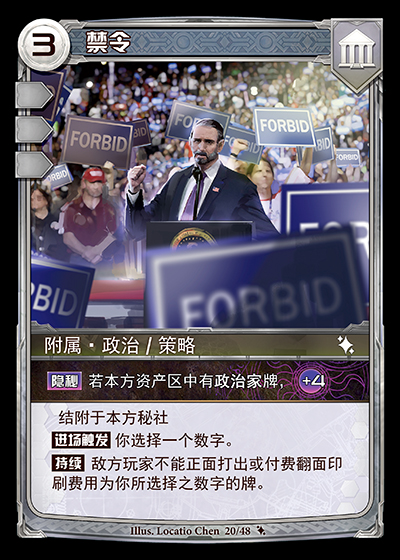 3 禁令
FORBID
FORBID
FORBID
FORBID
FORBID
FORBID
附属·政治 / 策略
隐秘 若本方资产区中有政治家牌， +4
结附于本方秘社
进场触发 你选择一个数字。
持续 敌方玩家不能正面打出或付费翻面印
刷费用为你所选择之数字的牌。
Illus. Locatio Chen 20/48